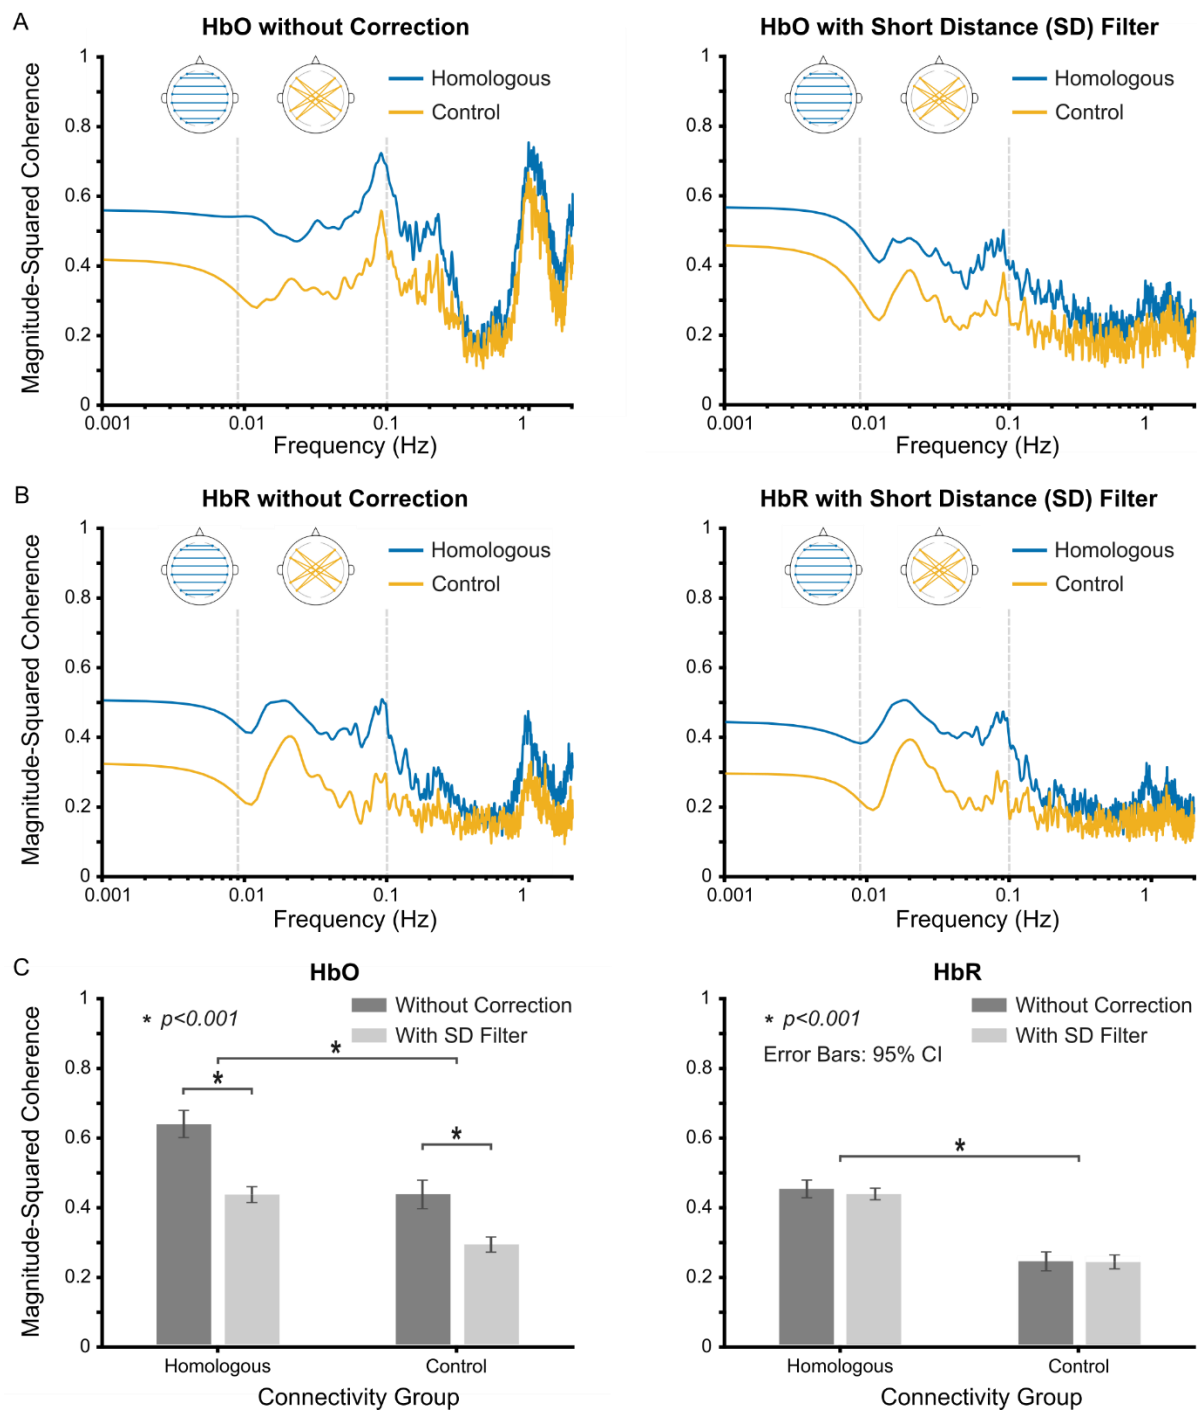 A
HbO without Correction
HbO with Short Distance (SD) Filter
Magnitude-Squared Coherence
1
0.8
0.6
0.4
0.2
0
Homologous
Control
0.001
0.01
0.1
1
Frequency (Hz)
1
0.8
0.6
0.4
0.2
0
Homologous
Control
0.001
0.01
0.1
1
Frequency (Hz)
B
HbR without Correction
HbR with Short Distance (SD) Filter
Magnitude-Squared Coherence
1
0.8
0.6
0.4
0.2
0
Homologous
Control
0.001
0.01
0.1
1
Frequency (Hz)
1
0.8
0.6
0.4
0.2
0
Homologous
Control
0.001
0.01
0.1
1
Frequency (Hz)
C
HbO
HbR
Magnitude-Squared Coherence
1
0.8
0.6
0.4
0.2
0
* p<0.001
Without Correction
With SD Filter
*
*
*
Homologous
Control
Connectivity Group
1
0.8
0.6
0.4
0.2
0
* p<0.001
Error Bars: 95% CI
Without Correction
With SD Filter
*
Homologous
Control
Connectivity Group